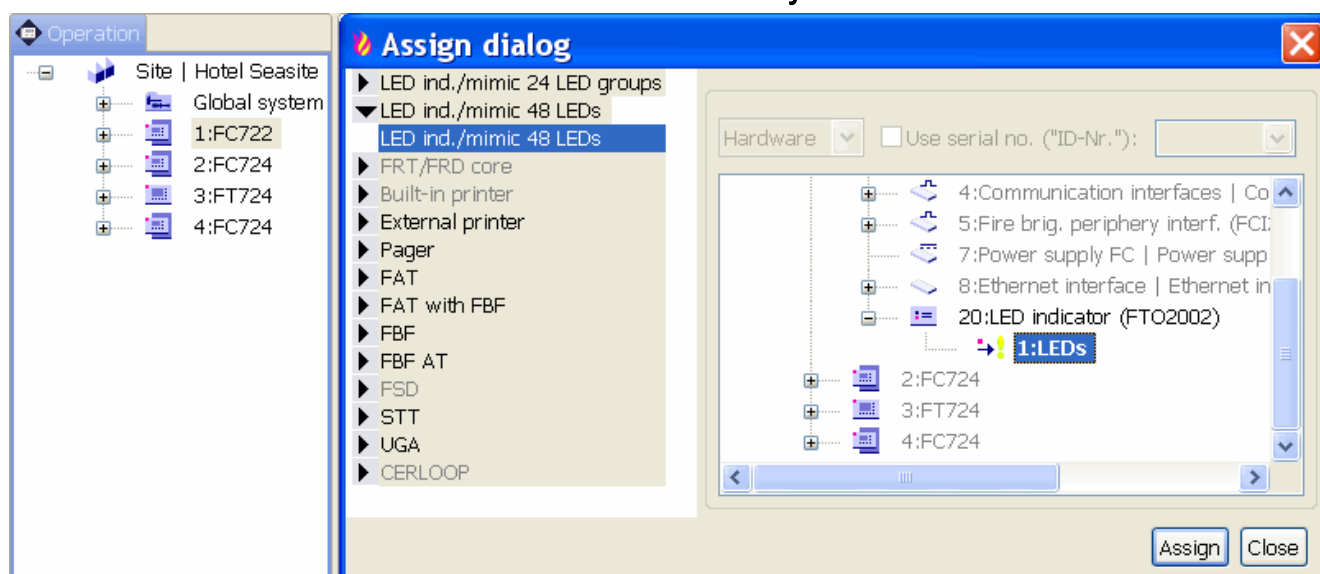 Operation
Site | Hotel Seasite
Global system
1:FC722
2:FC724
3:FT724
4:FC724
Assign dialog
LED ind./mimic 24 LED groups
LED ind./mimic 48 LEDs
LED ind./mimic 48 LEDs
FRT/FRD core
Built-in printer
External printer
Pager
FAT
FAT with FBF
FBF
FBF AT
FSD
STT
UGA
CERLOOP
Hardware
Use serial no. ("ID-Nr."):
4:Communication interfaces | Co
5:Fire brig. periphery interf. (FCI
7:Power supply FC | Power supp
8:Ethernet interface | Ethernet in
20:LED indicator (FTO2002)
1:LEDs
2:FC724
3:FT724
4:FC724
Assign
Close